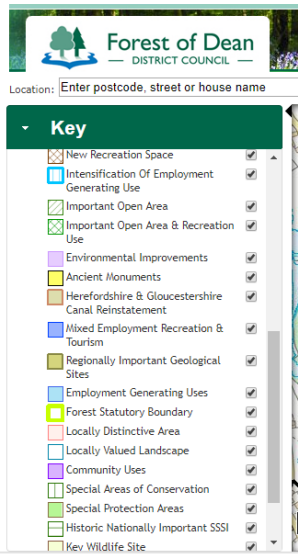 Forest of Dean
DISTRICT COUNCIL
Location: Enter postcode, street or house name
Key
New Recreation Space
Intensification Of Employment
Generating Use
Important Open Area
Important Open Area & Recreation
Use
Environmental Improvements
Ancient Monuments
Herefordshire & Gloucestershire
Canal Reinstatement
Mixed Employment Recreation &
Tourism
Regionally Important Geological
Sites
Employment Generating Uses
Forest Statutory Boundary
Locally Distinctive Area
Locally Valued Landscape
Community Uses
Special Areas of Conservation
Special Protection Areas
Historic Nationally Important SSSI
Key Wildlife Site